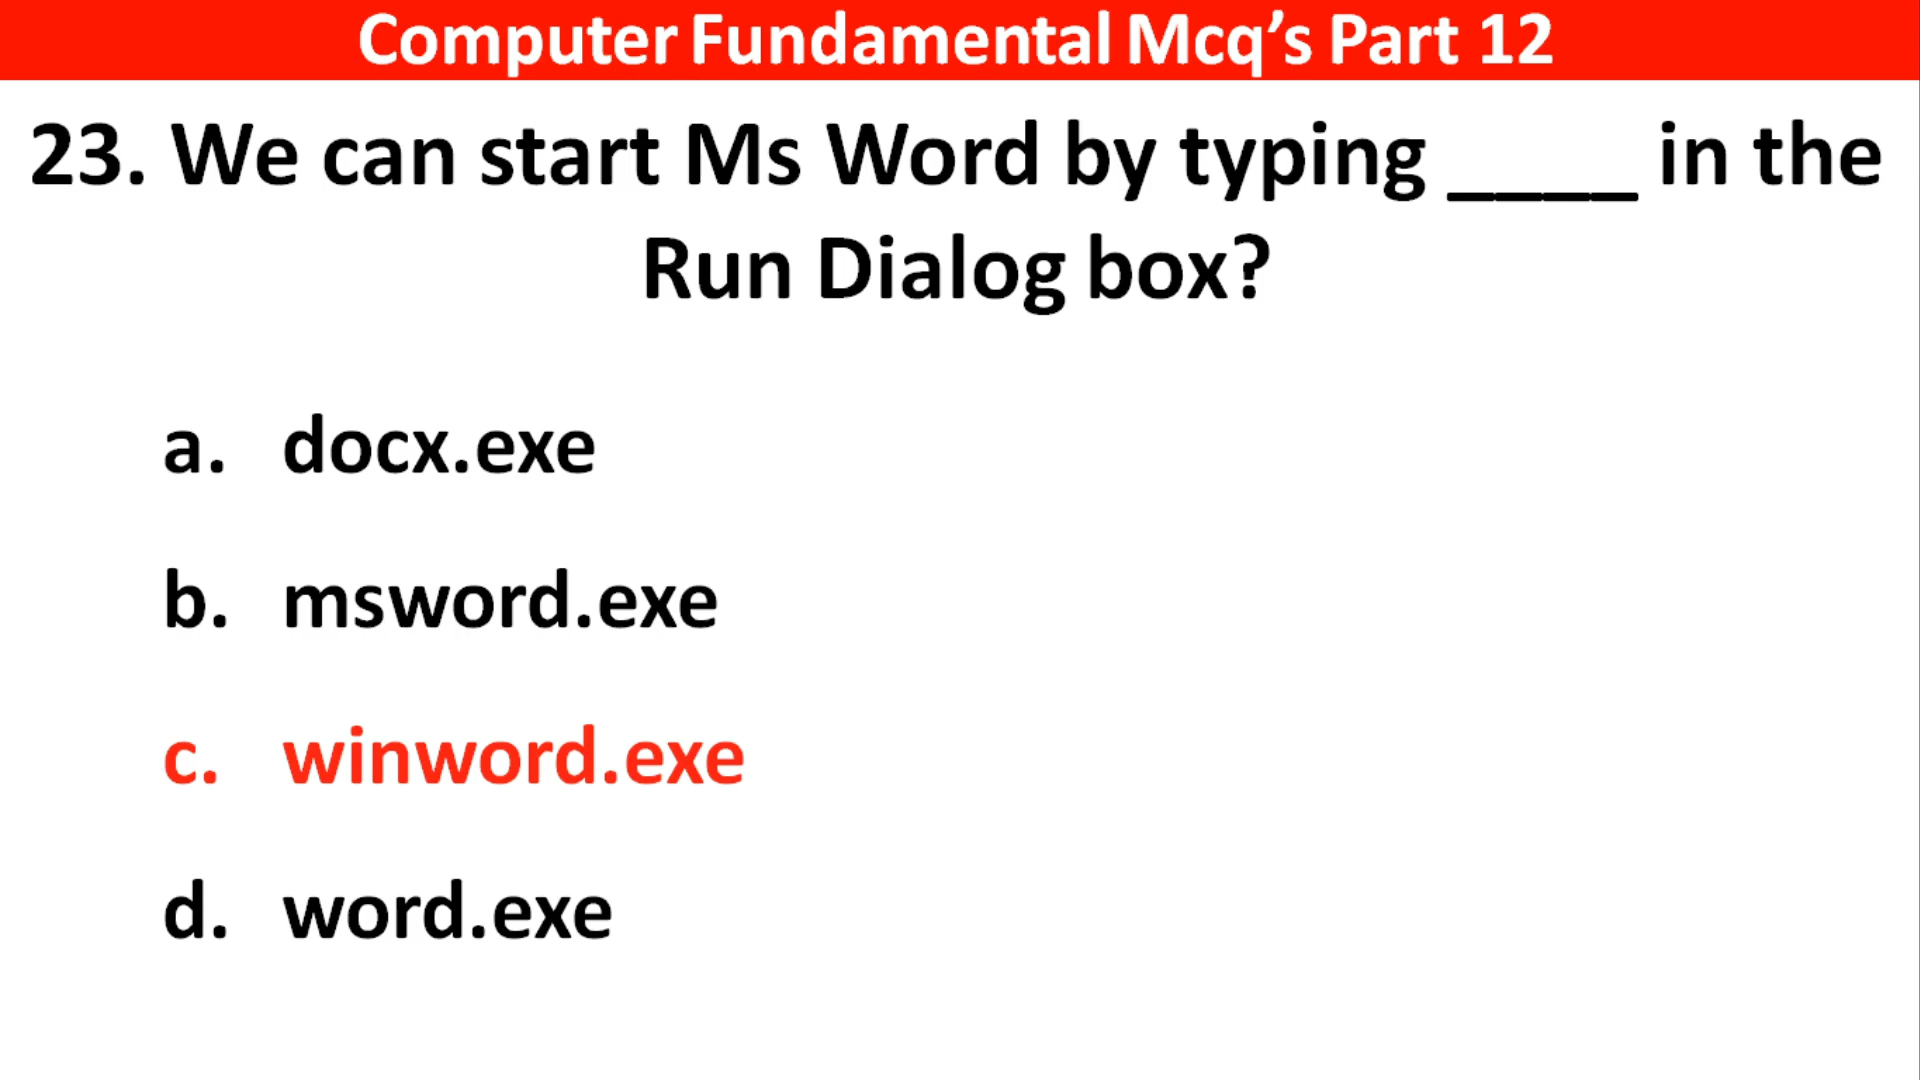 Computer Fundamental Mcq’s Part 12
23. We can start Ms Word by typing ____ in the
Run Dialog box?
a. docx.exe
b. msword.exe
c. winword.exe
d. word.exe